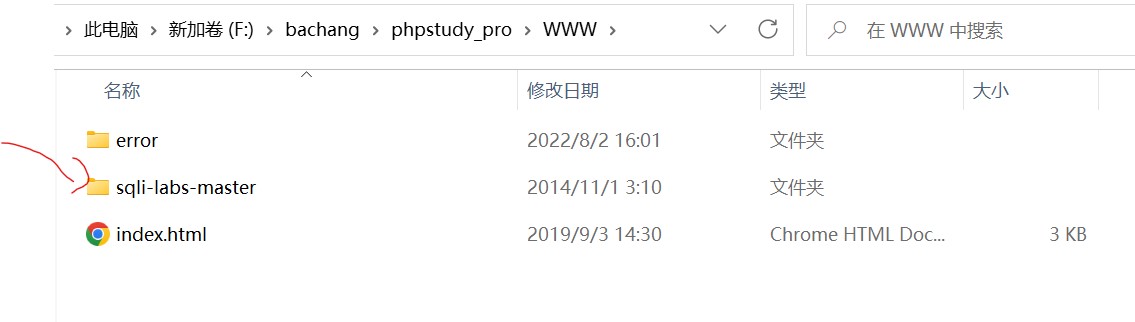 此电脑 > 新加卷 (F:) > bachang > phpstudy_pro > WWW >
在 WWW 中搜索
名称 修改日期 类型 大小
error 2022/8/2 16:01 文件夹
sqli-labs-master 2014/11/1 3:10 文件夹
index.html 2019/9/3 14:30 Chrome HTML Doc... 3 KB